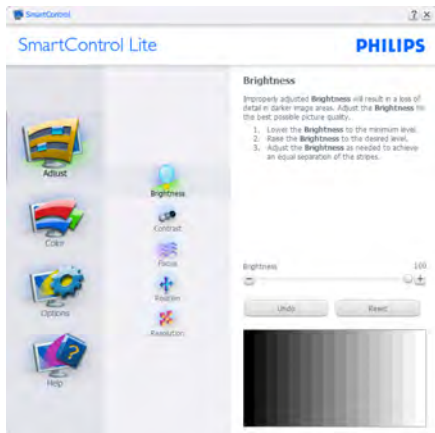 SmartControl
SmartControl Lite
PHILIPS
Adjust
Color
Options
Help
Brightness
Contrast
Focus
Position
Resolution
Brightness
Improperly adjusted Brightness will result in a loss of
detail in darker image areas. Adjust the Brightness for
the best possible picture quality.
1. Lower the Brightness to the minimum level.
2. Raise the Brightness to the desired level.
3. Adjust the Brightness as needed to achieve
an equal separation of the stripes.
Brightness 100
Undo Reset